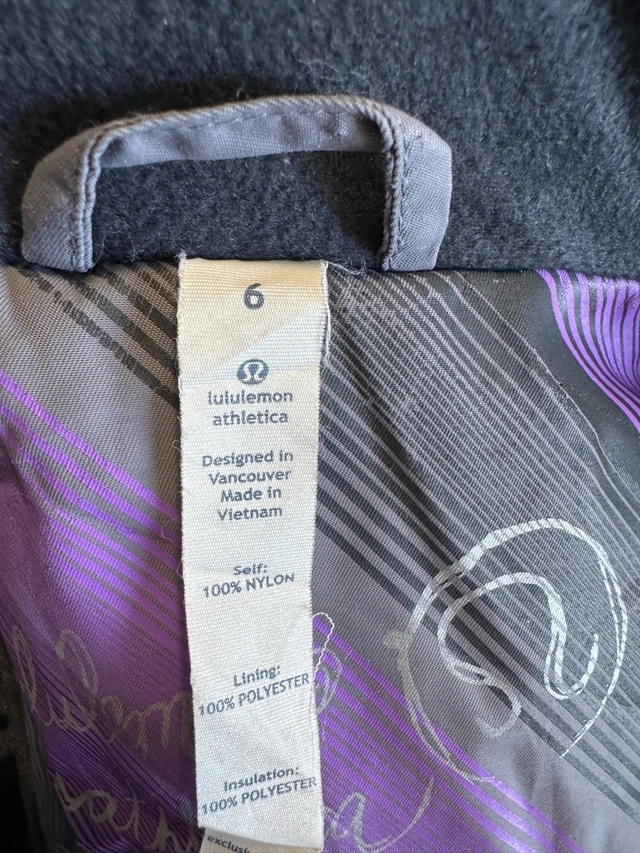 6
lululemon
athletica
Designed in
Vancouver
Made in
Vietnam
Self:
100% NYLON
Lining:
100% POLYESTER
Insulation:
100% POLYESTER